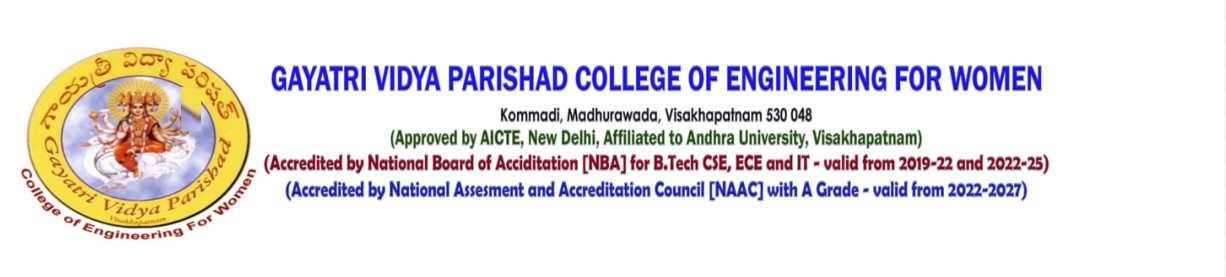 గాయత్రీ విద్యా పరిషత్
Gayatri Vidya Parishad
Visakhapatnam
College of Engineering For Women
GAYATRI VIDYA PARISHAD COLLEGE OF ENGINEERING FOR WOMEN
Kommadi, Madhurawada, Visakhapatnam 530 048
(Approved by AICTE, New Delhi, Affiliated to Andhra University, Visakhapatnam)
(Accredited by National Board of Acciditation [NBA] for B.Tech CSE, ECE and IT - valid from 2019-22 and 2022-25)
(Accredited by National Assesment and Accreditation Council [NAAC] with A Grade - valid from 2022-2027)